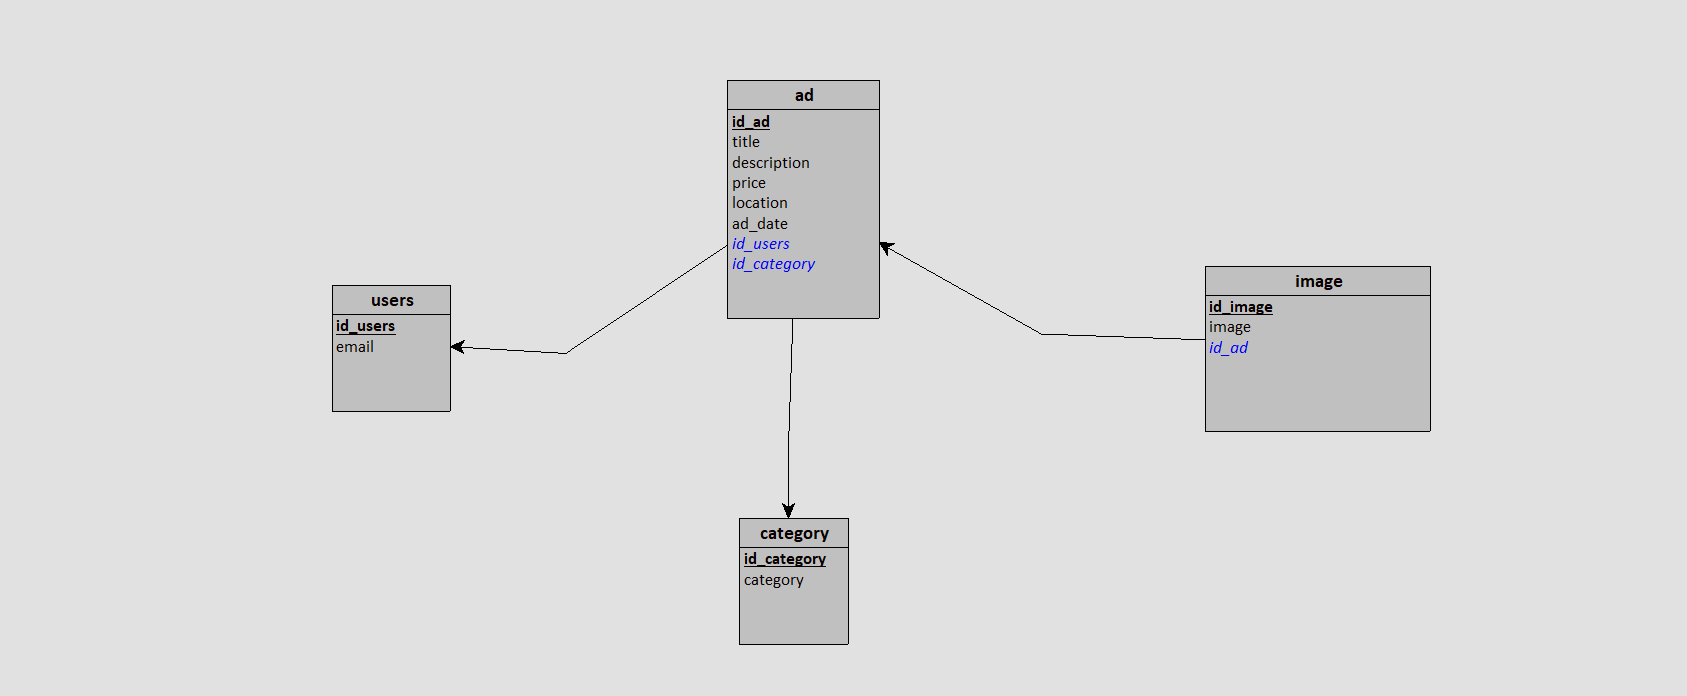 ad
id_ad
title
description
price
location
ad_date
id_users
id_category
users
id_users
email
image
id_image
image
id_ad
category
id_category
category